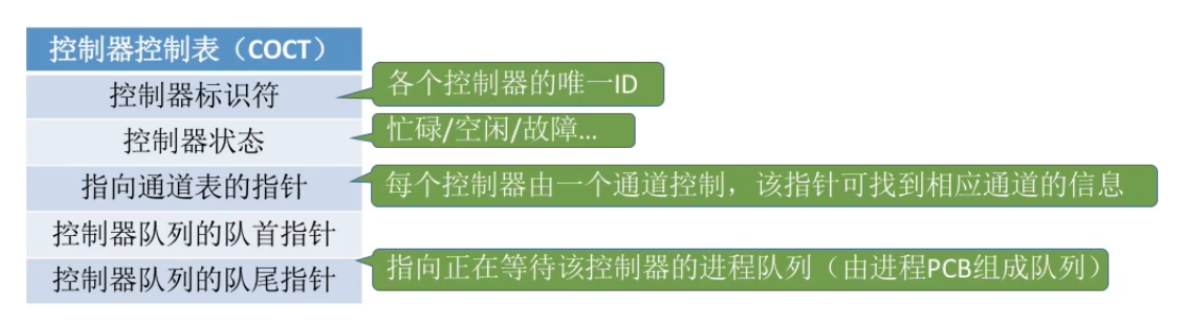 控制器控制表（COCT）
控制器标识符
各个控制器的唯一ID
控制器状态
忙碌/空闲/故障...
指向通道表的指针
每个控制器由一个通道控制，该指针可找到相应通道的信息
控制器队列的队首指针
控制器队列的队尾指针
指向正在等待该控制器的进程队列（由进程PCB组成队列）